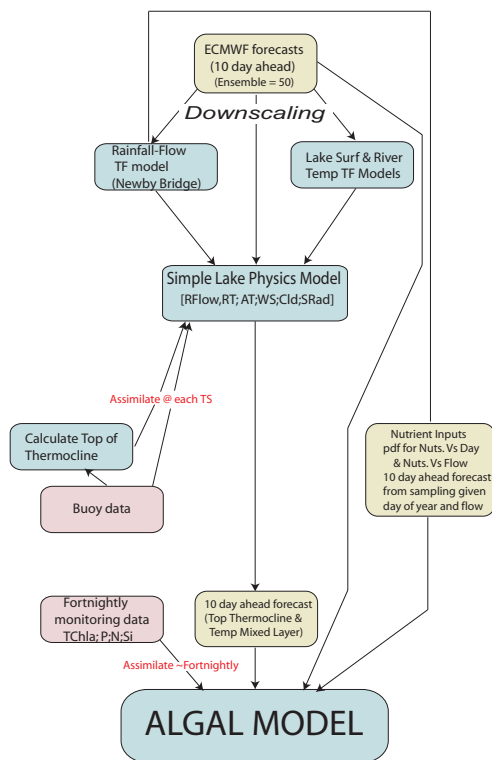 ECMWF forecasts
(10 day ahead)
(Ensemble = 50)
Downscaling
Rainfall-Flow
TF model
(Newby Bridge)
Lake Surf & River
Temp TF Models
Simple Lake Physics Model
[RFlow,RT; AT;WS;Cld;SRad]
Assimilate @ each TS
Calculate Top of
Thermocline
Buoy data
Nutrient Inputs
pdf for Nuts. Vs Day
& Nuts. Vs Flow
10 day ahead forecast
from sampling given
day of year and flow
Fortnightly
monitoring data
TChla; P;N;Si
10 day ahead forecast
(Top Thermocline &
Temp Mixed Layer)
Assimilate ~Fortnightly
ALGAL MODEL